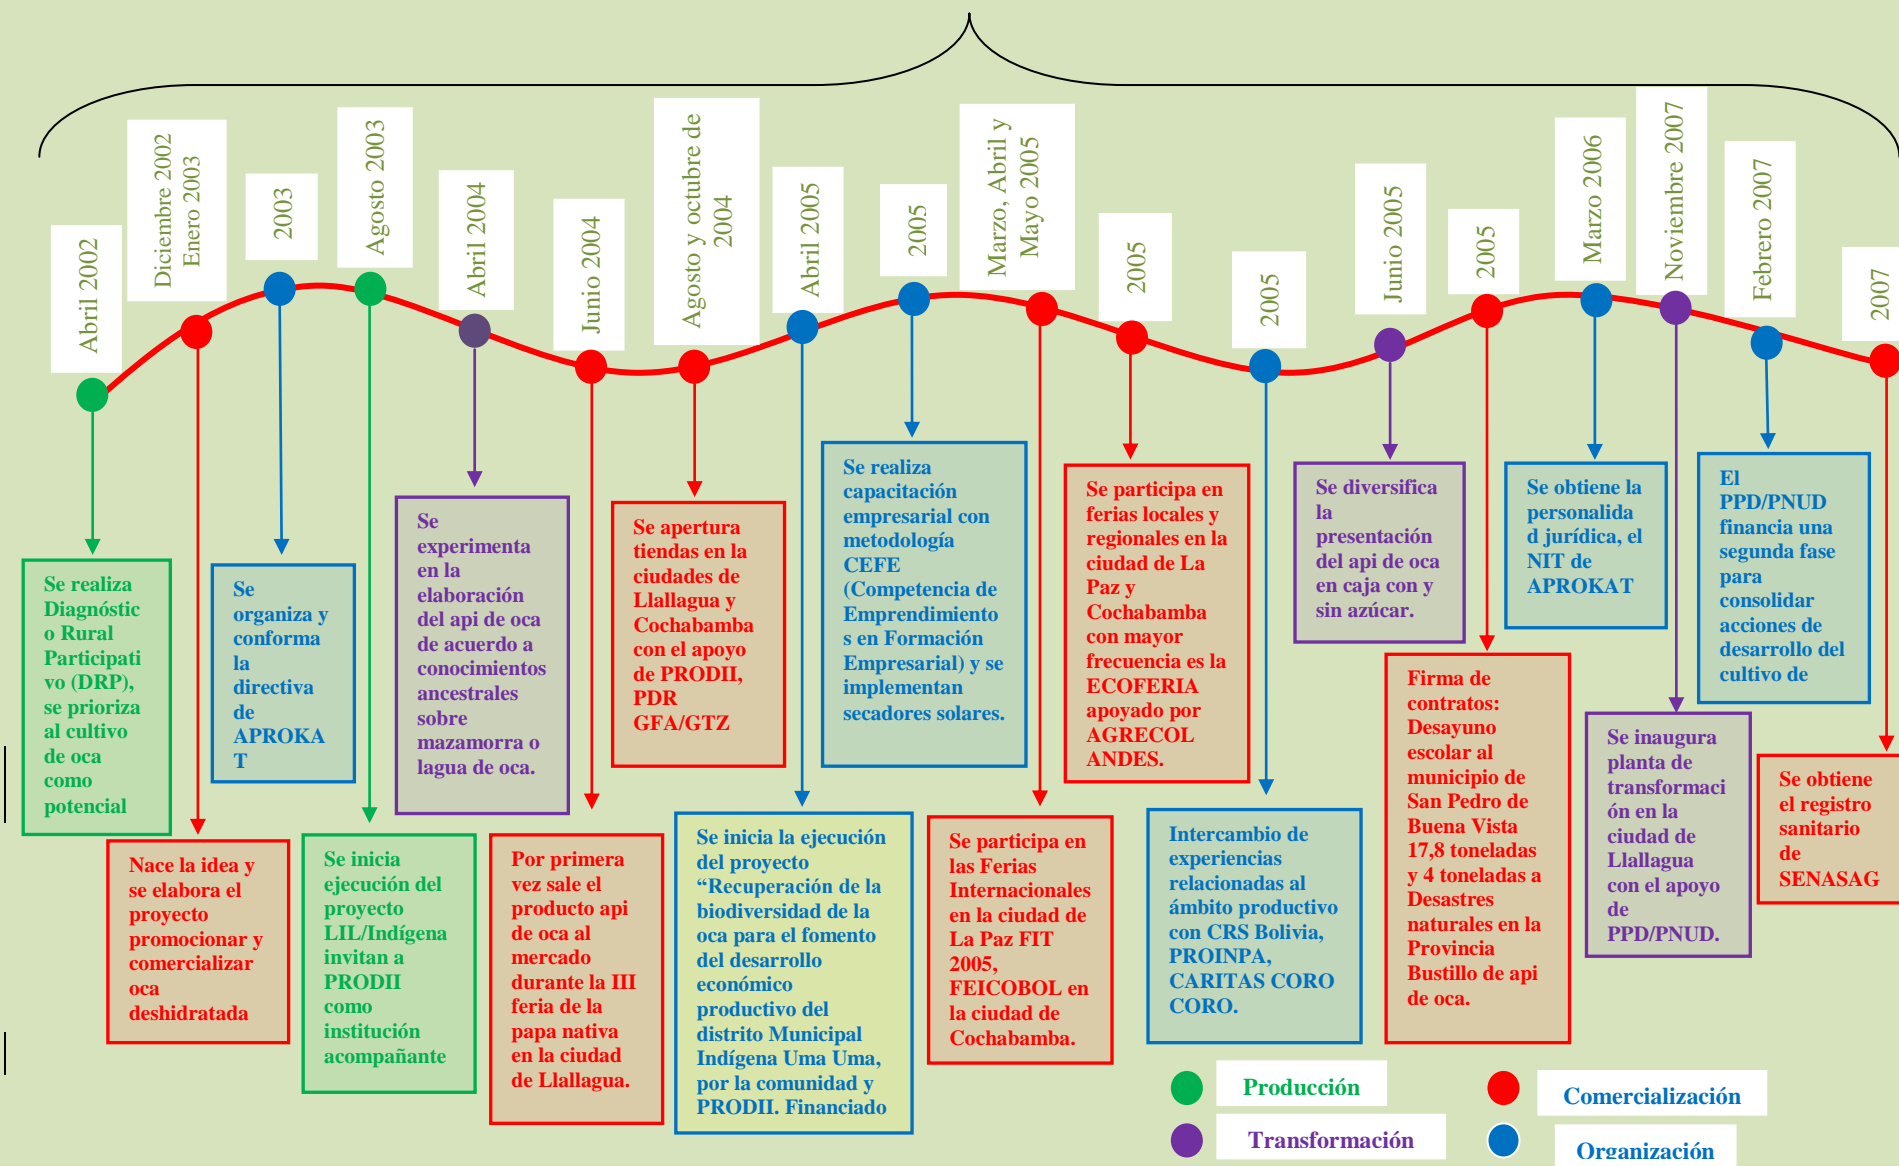 Abril 2002
Diciembre 2002
Enero 2003
2003
Agosto 2003
Abril 2004
Junio 2004
Agosto y octubre de
2004
Abril 2005
2005
Marzo, Abril y
Mayo 2005
2005
2005
Junio 2005
2005
Marzo 2006
Noviembre 2007
Febrero 2007
2007
Se realiza
Diagnóstic
o Rural
Participati
vo (DRP),
se prioriza
al cultivo
de oca
como
potencial
Nace la idea y
se elabora el
proyecto
promocionar y
comercializar
oca
deshidratada
Se
organiza y
conforma
la
directiva
de
APROKA
T
Se inicia
ejecución del
proyecto
LIL/Indígena
invitan a
PRODII
como
institución
acompañante
Se
experimenta
en la
elaboración
del api de oca
de acuerdo a
conocimientos
ancestrales
sobre
mazamorra o
lagua de oca.
Por primera
vez sale el
producto api
de oca al
mercado
durante la III
feria de la
papa nativa
en la ciudad
de Llallagua.
Se apertura
tiendas en la
ciudades de
Llallagua y
Cochabamba
con el apoyo
de PRODII,
PDR
GFA/GTZ
Se inicia la ejecución
del proyecto
“Recuperación de la
biodiversidad de la
oca para el fomento
del desarrollo
económico
productivo del
distrito Municipal
Indígena Uma Uma,
por la comunidad y
PRODII. Financiado
Se realiza
capacitación
empresarial con
metodología
CEFE
(Competencia de
Emprendimiento
s en Formación
Empresarial) y se
implementan
secadores solares.
Se participa en
las Ferias
Internacionales
en la ciudad de
La Paz FIT
2005,
FEICOBOL en
la ciudad de
Cochabamba.
Se participa en
ferias locales y
regionales en la
ciudad de La
Paz y
Cochabamba
con mayor
frecuencia es la
ECOFERIA
apoyado por
AGRECOL
ANDES.
Intercambio de
experiencias
relacionadas al
ámbito productivo
con CRS Bolivia,
PROINPA,
CARITAS CORO
CORO.
Se diversifica
la
presentación
del api de oca
en caja con y
sin azúcar.
Firma de
contratos:
Desayuno
escolar al
municipio de
San Pedro de
Buena Vista
17,8 toneladas
y 4 toneladas a
Desastres
naturales en la
Provincia
Bustillo de api
de oca.
Se obtiene la
personalida
d jurídica, el
NIT de
APROKAT
Se inaugura
planta de
transformaci
ón en la
ciudad de
Llallagua
con el apoyo
de
PPD/PNUD.
El
PPD/PNUD
financia una
segunda fase
para
consolidar
acciones de
desarrollo del
cultivo de
Se obtiene
el registro
sanitario
de
SENASAG
Producción
Comercialización
Transformación
Organización